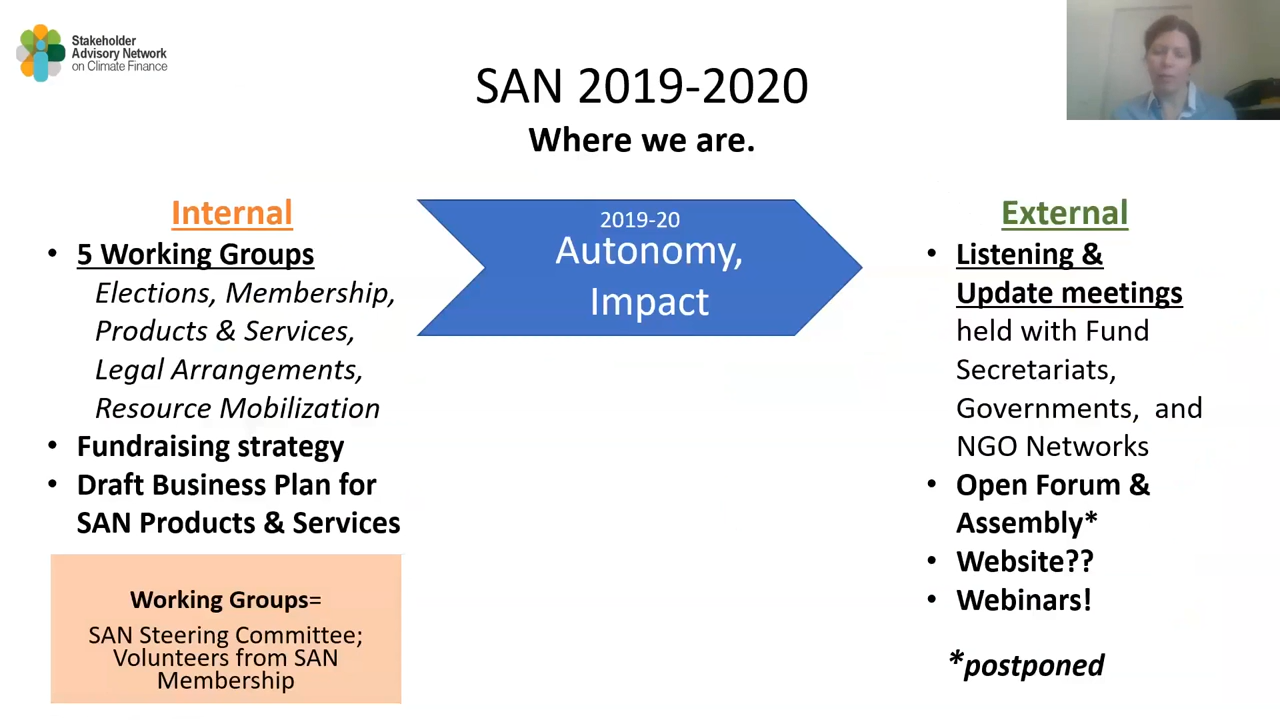 Stakeholder
Advisory Network
on Climate Finance
SAN 2019-2020
Where we are.
Internal
• 5 Working Groups
Elections, Membership,
Products & Services,
Legal Arrangements,
Resource Mobilization
• Fundraising strategy
• Draft Business Plan for
SAN Products & Services
Working Groups=
SAN Steering Committee;
Volunteers from SAN
Membership
2019-20
Autonomy,
Impact
External
• Listening &
Update meetings
held with Fund
Secretariats,
Governments, and
NGO Networks
• Open Forum &
Assembly*
• Website??
• Webinars!
*postponed